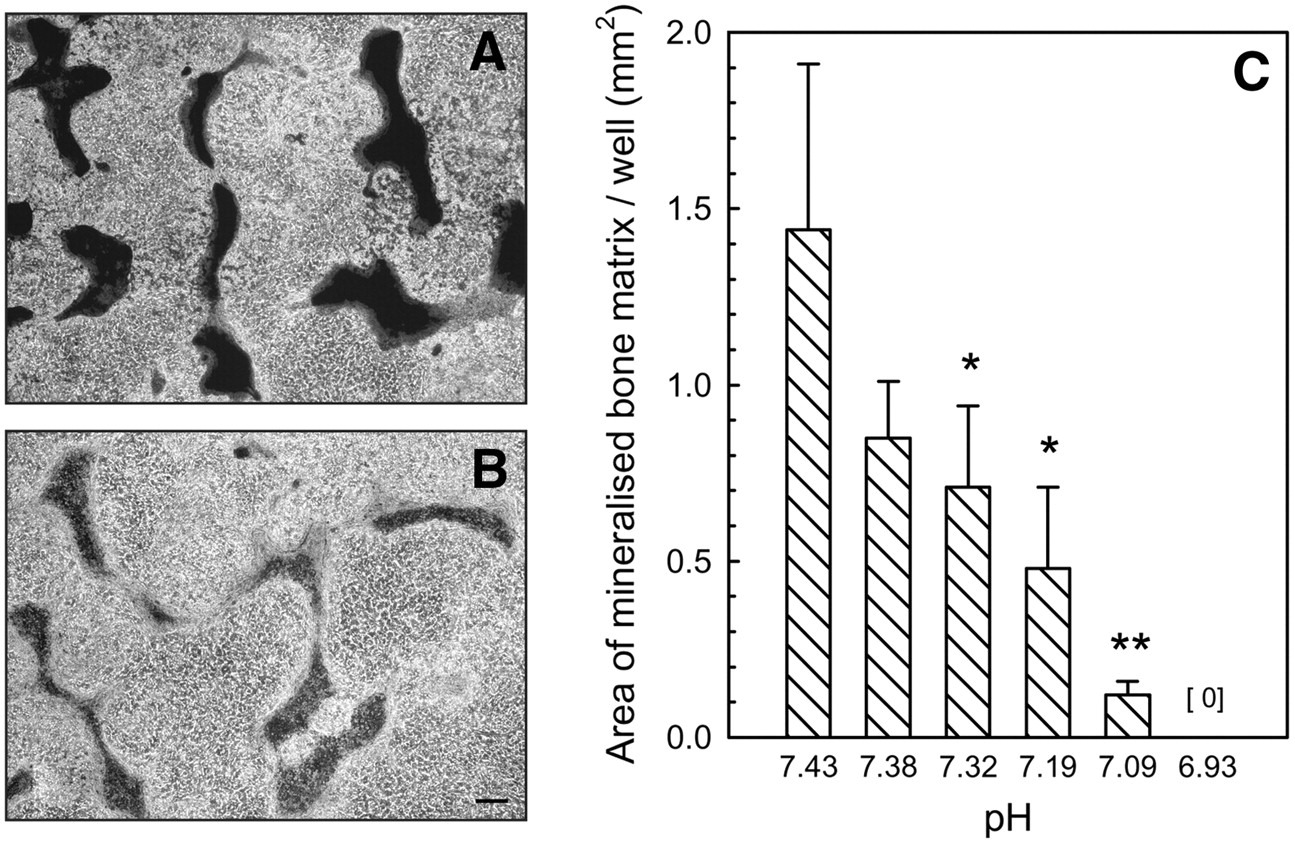 A
B
C
Area of mineralised bone matrix / well (mm2)
2.0
1.5
1.0
0.5
0.0
*
*
**
[ 0]
7.43 7.38 7.32 7.19 7.09 6.93
pH